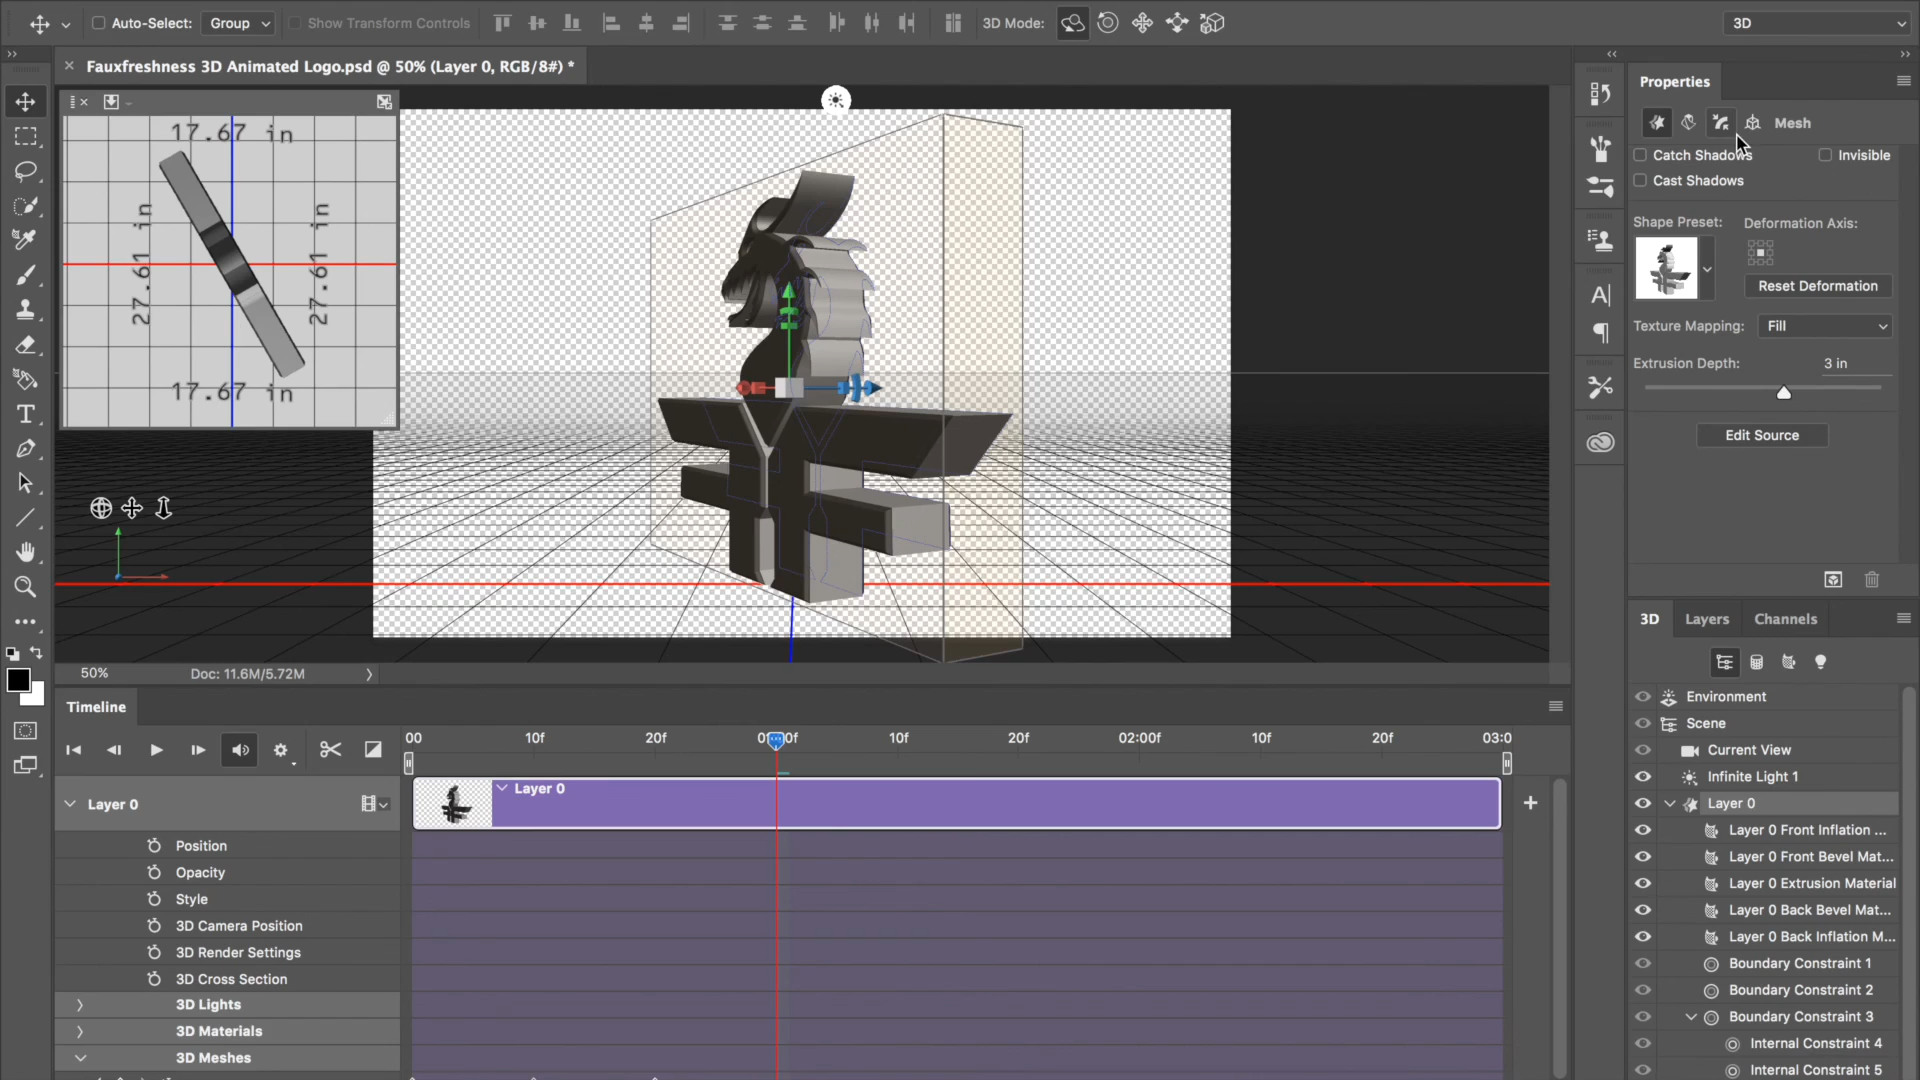 Auto-Select: Group Show Transform Controls 3D Mode: 3D
Fauxfreshness 3D Animated Logo.psd @ 50% (Layer 0, RGB/8#) *
17.67 in
27.61 in
27.61 in
17.67 in
50% Doc: 11.6M/5.72M
Properties
Mesh
Catch Shadows Invisible
Cast Shadows
Shape Preset: Deformation Axis:
Reset Deformation
Texture Mapping: Fill
Extrusion Depth: 3 in
Edit Source
3D Layers Channels
Environment
Scene
Current View
Infinite Light 1
Layer 0
Layer 0 Front Inflation ...
Layer 0 Front Bevel Mat...
Layer 0 Extrusion Material
Layer 0 Back Bevel Mat...
Layer 0 Back Inflation M...
Boundary Constraint 1
Boundary Constraint 2
Boundary Constraint 3
Internal Constraint 4
Internal Constraint 5
Timeline
00 10f 20f 01:00f 10f 20f 02:00f 10f 20f 03:0
Layer 0
Layer 0
Position
Opacity
Style
3D Camera Position
3D Render Settings
3D Cross Section
3D Lights
3D Materials
3D Meshes